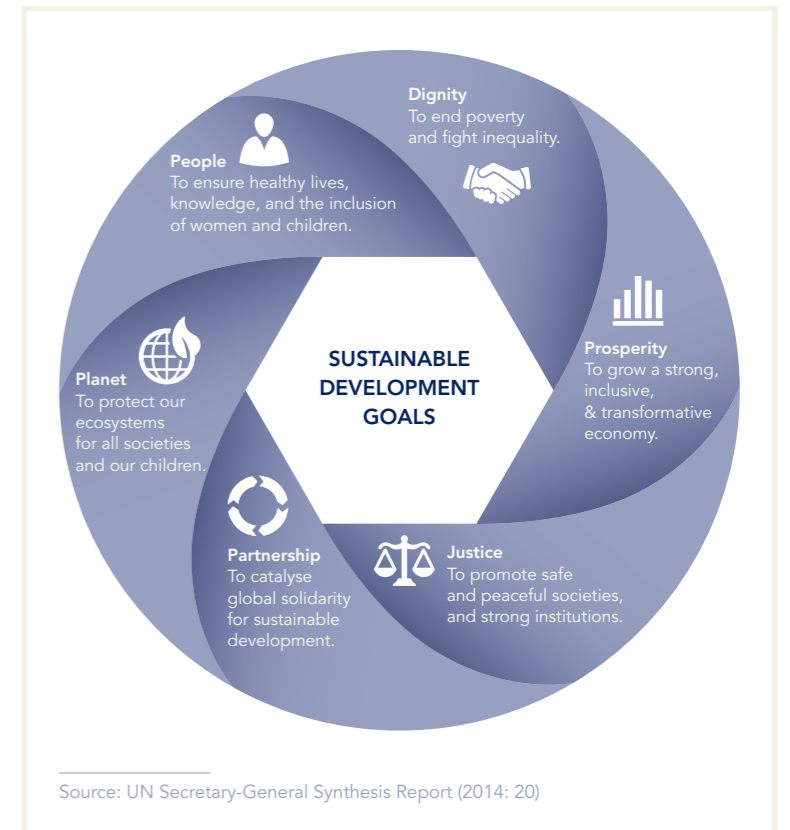 Dignity
To end poverty
and fight inequality.
People
To ensure healthy lives,
knowledge, and the inclusion
of women and children.
Prosperity
To grow a strong,
inclusive,
& transformative
economy.
SUSTAINABLE
DEVELOPMENT
GOALS
Planet
To protect our
ecosystems
for all societies
and our children.
Partnership
To catalyse
global solidarity
for sustainable
development.
Justice
To promote safe
and peaceful societies,
and strong institutions.
Source: UN Secretary-General Synthesis Report (2014: 20)